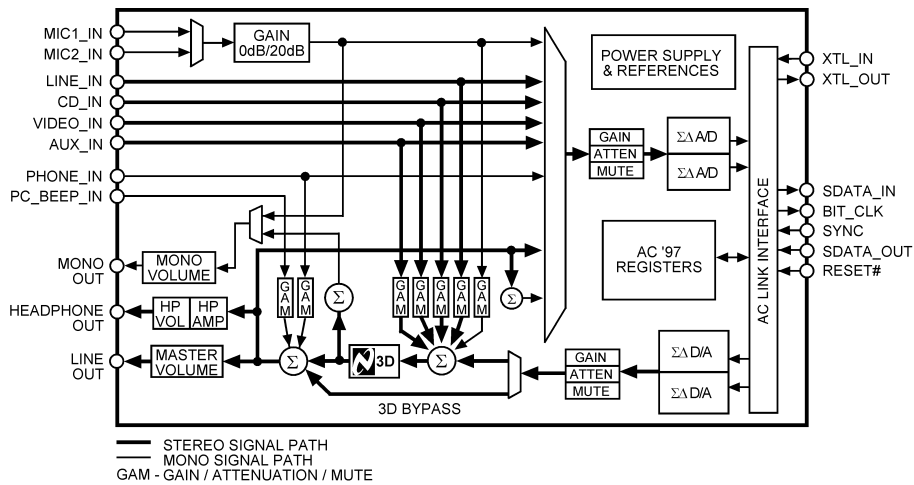 MIC1_IN
MIC2_IN
LINE_IN
CD_IN
VIDEO_IN
AUX_IN
PHONE_IN
PC_BEEP_IN
MONO
OUT
HEADPHONE
OUT
LINE
OUT
GAIN
0dB/20dB
MONO
VOLUME
HP
VOL
HP
AMP
MASTER
VOLUME
GAM
GAM
Σ
Σ
3D
GAM
GAM
GAM
GAM
GAM
Σ
Σ
3D BYPASS
POWER SUPPLY
& REFERENCES
GAIN
ATTEN
MUTE
ΣΔ A/D
ΣΔ A/D
AC '97
REGISTERS
GAIN
ATTEN
MUTE
ΣΔ D/A
ΣΔ D/A
AC LINK INTERFACE
XTL_IN
XTL_OUT
SDATA_IN
BIT_CLK
SYNC
SDATA_OUT
RESET#
STEREO SIGNAL PATH
MONO SIGNAL PATH
GAM - GAIN / ATTENUATION / MUTE